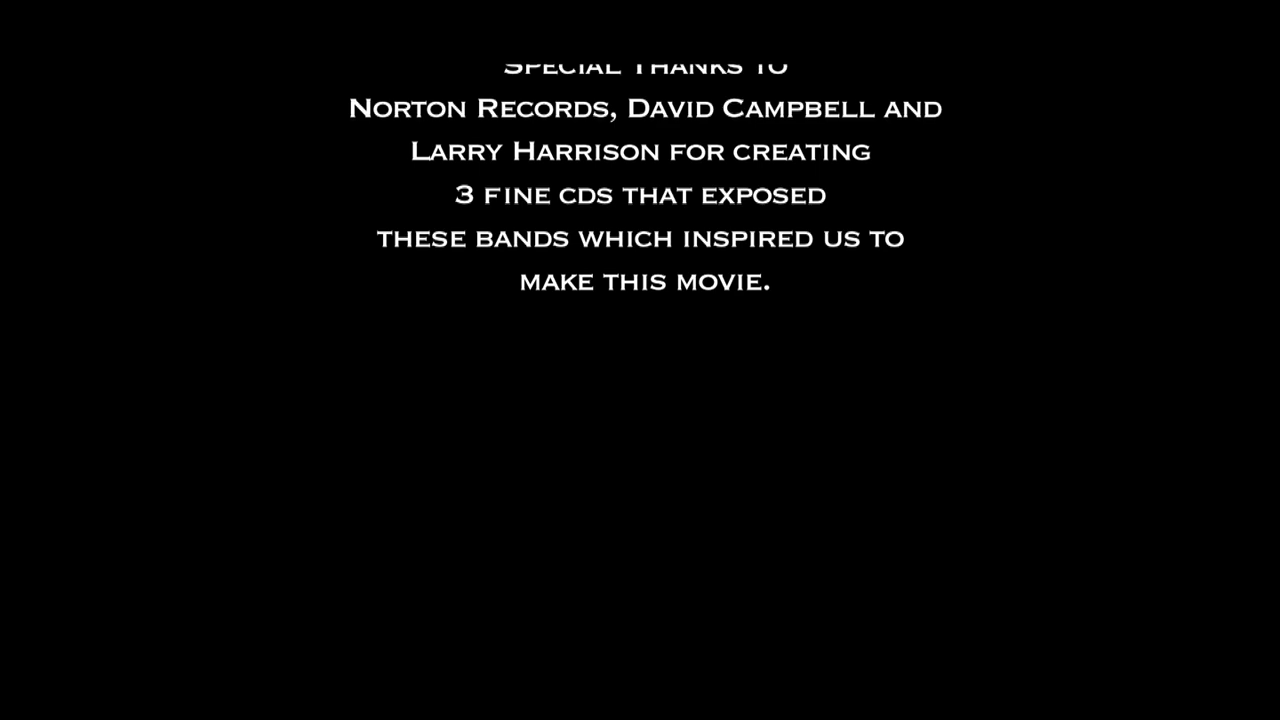 Special Thanks to
Norton Records, David Campbell and
Larry Harrison for creating
3 fine cds that exposed
these bands which inspired us to
make this movie.